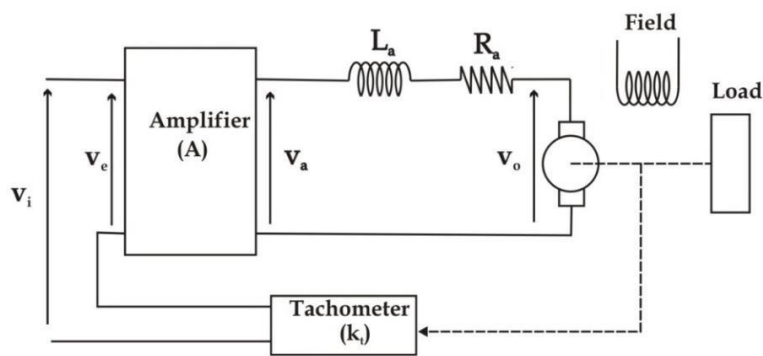 Field
Lₐ
Rₐ
Load
Amplifier
(A)
vₑ
vₐ
vₒ
vᵢ
Tachometer
(kₜ)